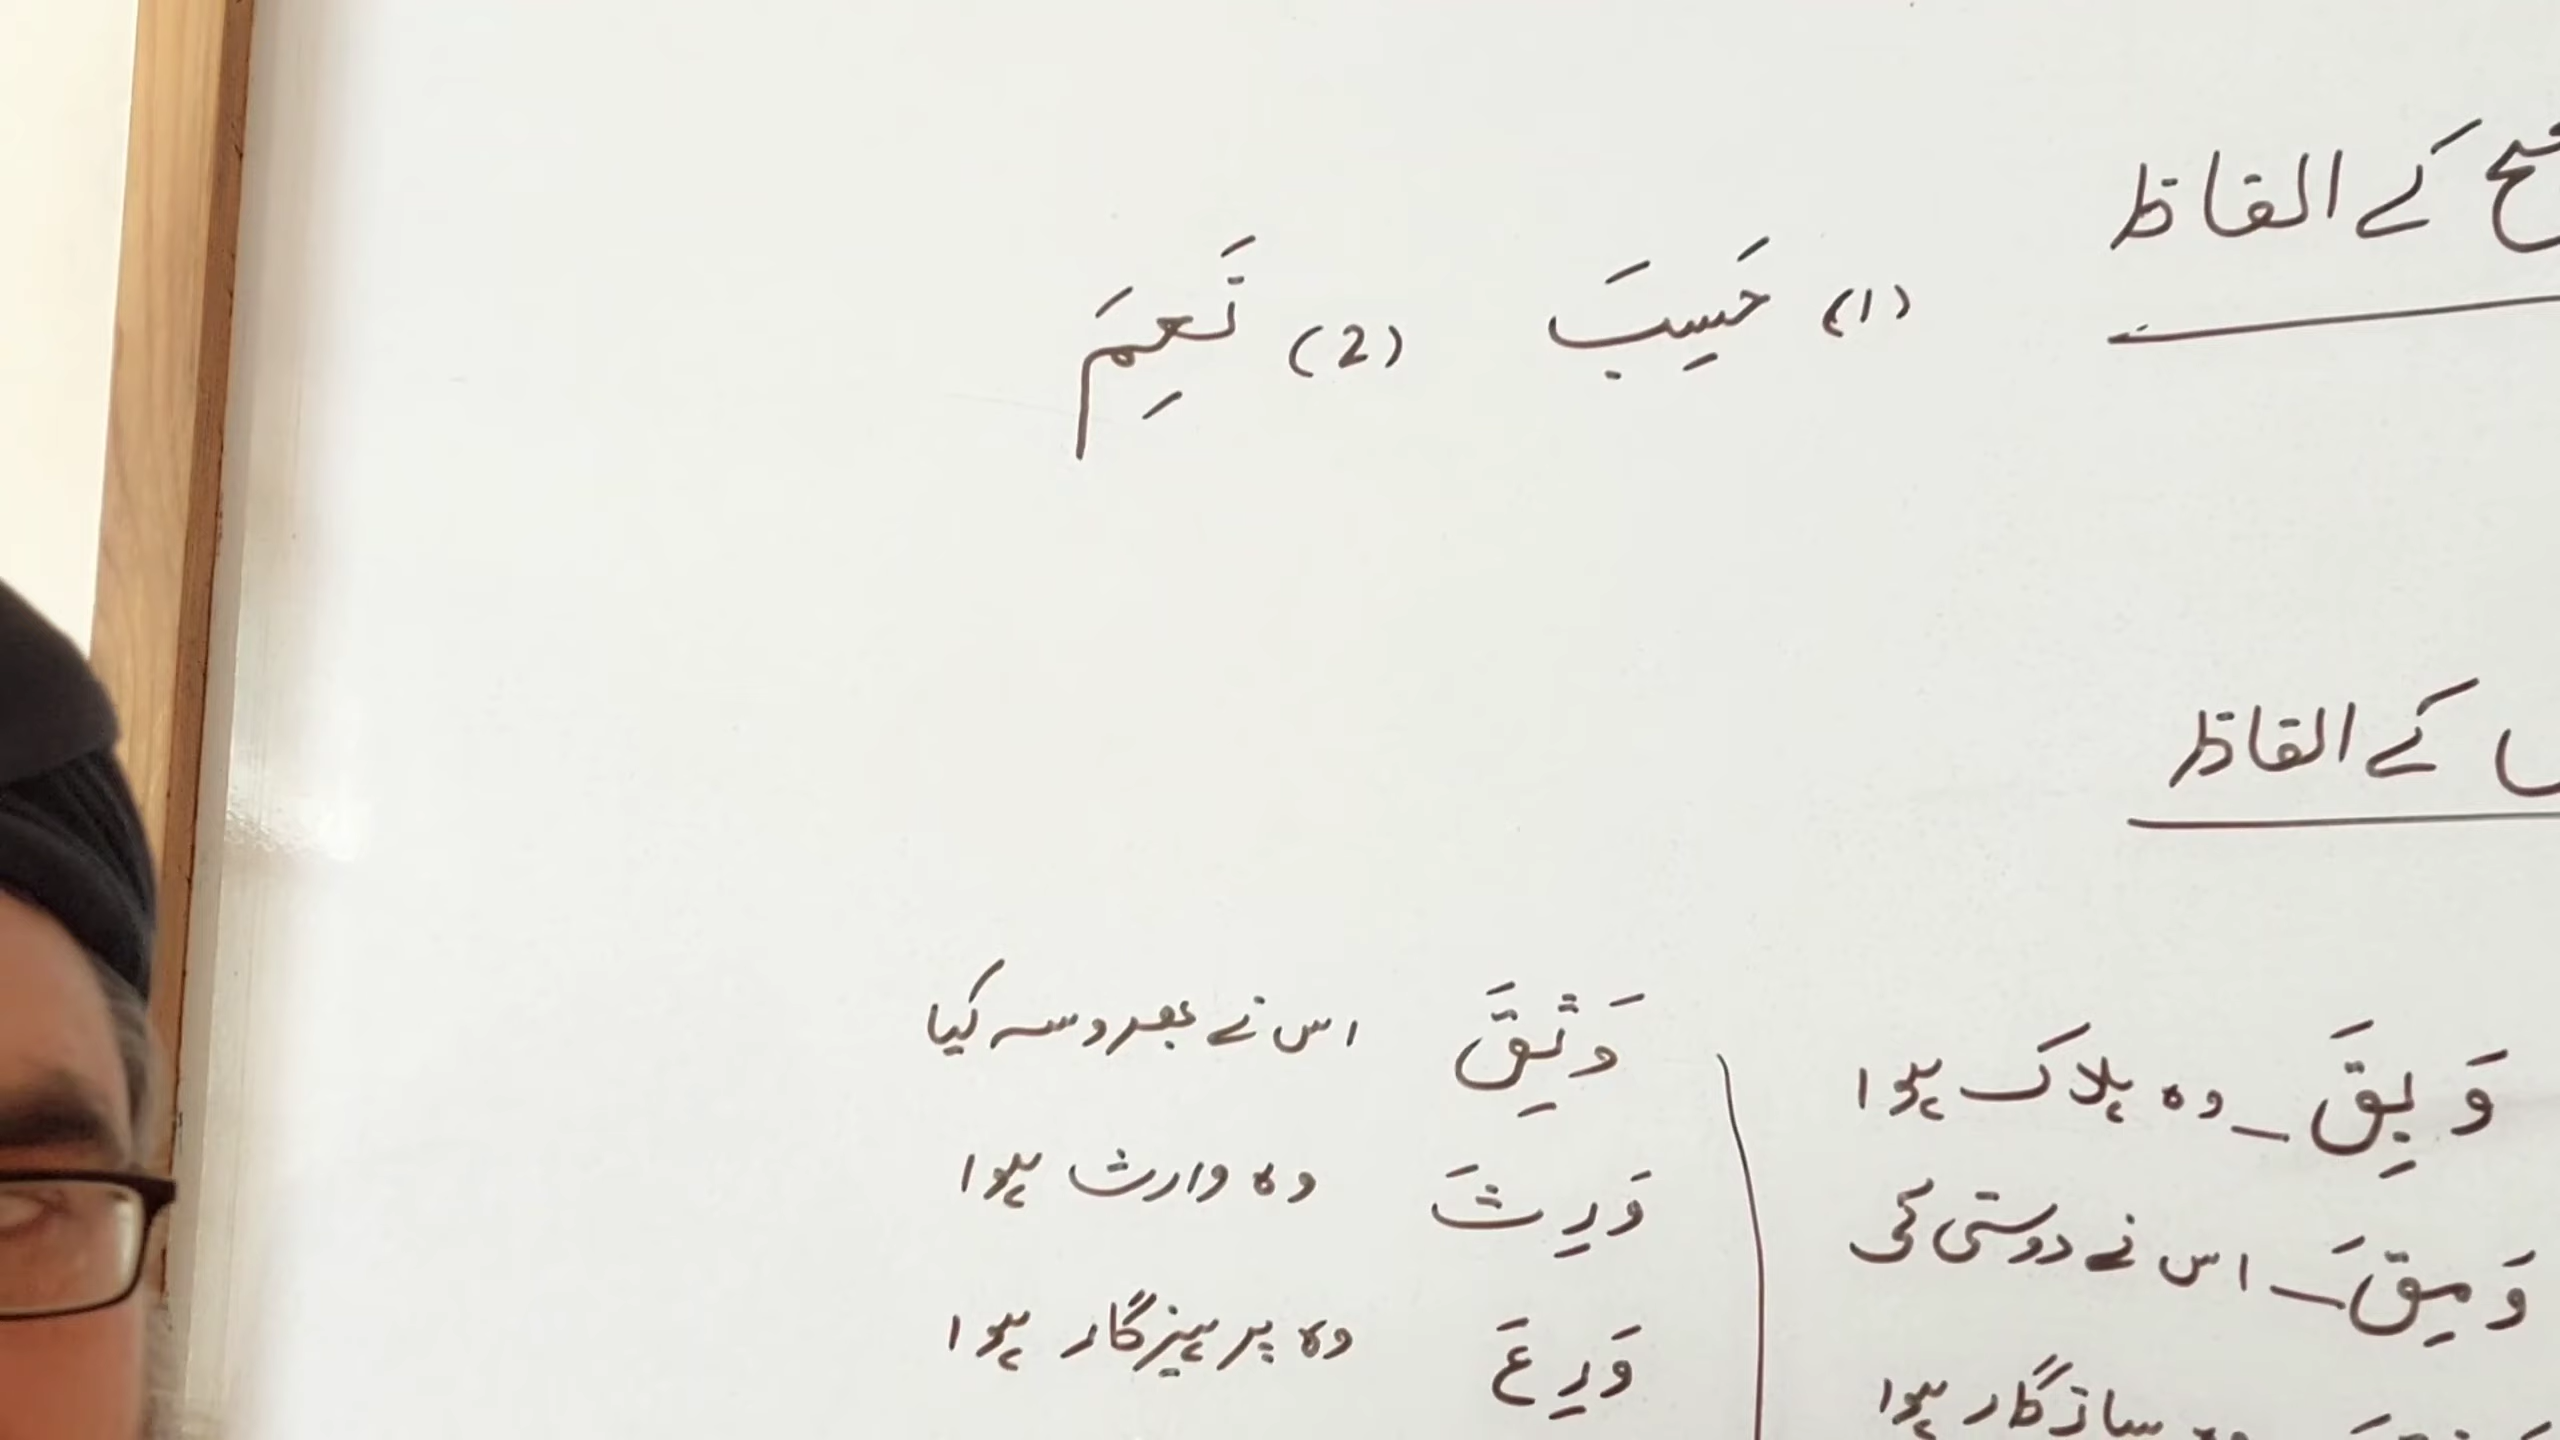 کے الفاظ
(1) حَسِبَ (2) نَعِمَ
کے الفاظ
وَبِقَ ـ وہ ہلاک ہوا
وَمِقَ ـ اس نے دوستی کی
سازگار ہوا
وَثِقَ اس نے بھروسہ کیا
وَرِثَ وہ وارث ہوا
وَرِعَ وہ پرہیزگار ہوا